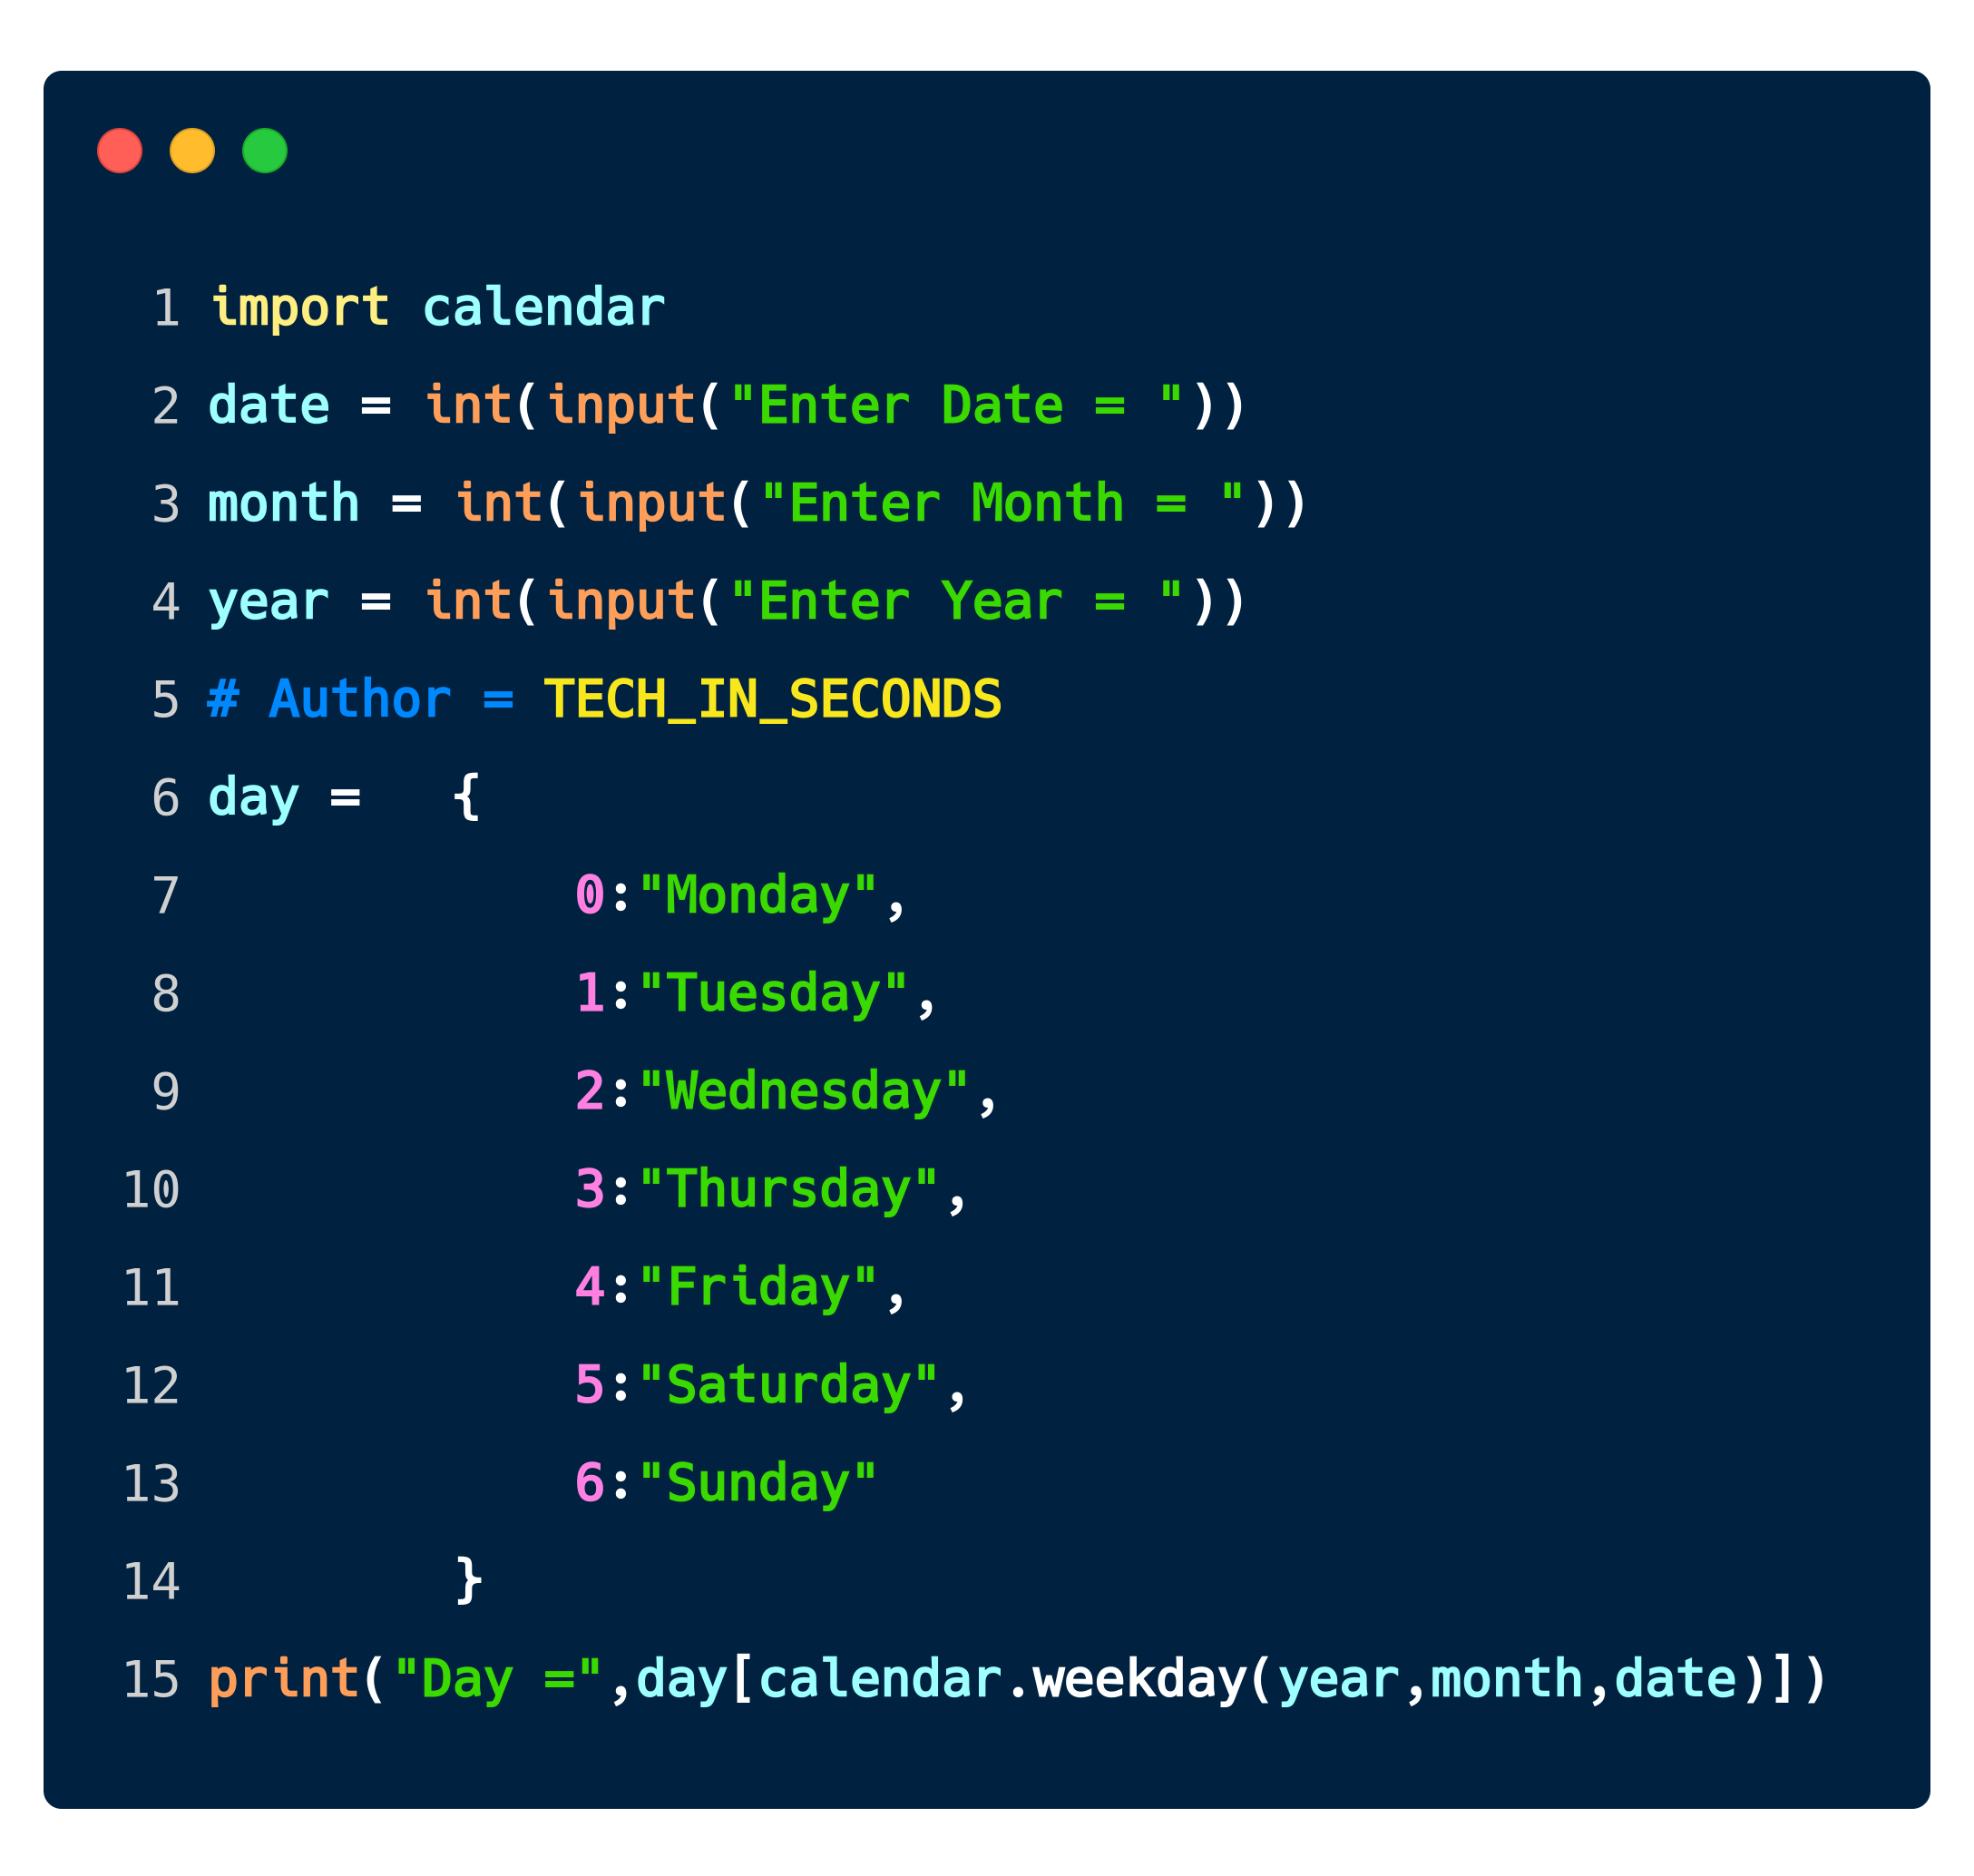 1 import calendar
2 date = int(input("Enter Date = "))
3 month = int(input("Enter Month = "))
4 year = int(input("Enter Year = "))
5 # Author = TECH_IN_SECONDS
6 day =   {
7             0:"Monday",
8             1:"Tuesday",
9             2:"Wednesday",
10             3:"Thursday",
11             4:"Friday",
12             5:"Saturday",
13             6:"Sunday"
14         }
15 print("Day =",day[calendar.weekday(year,month,date)])